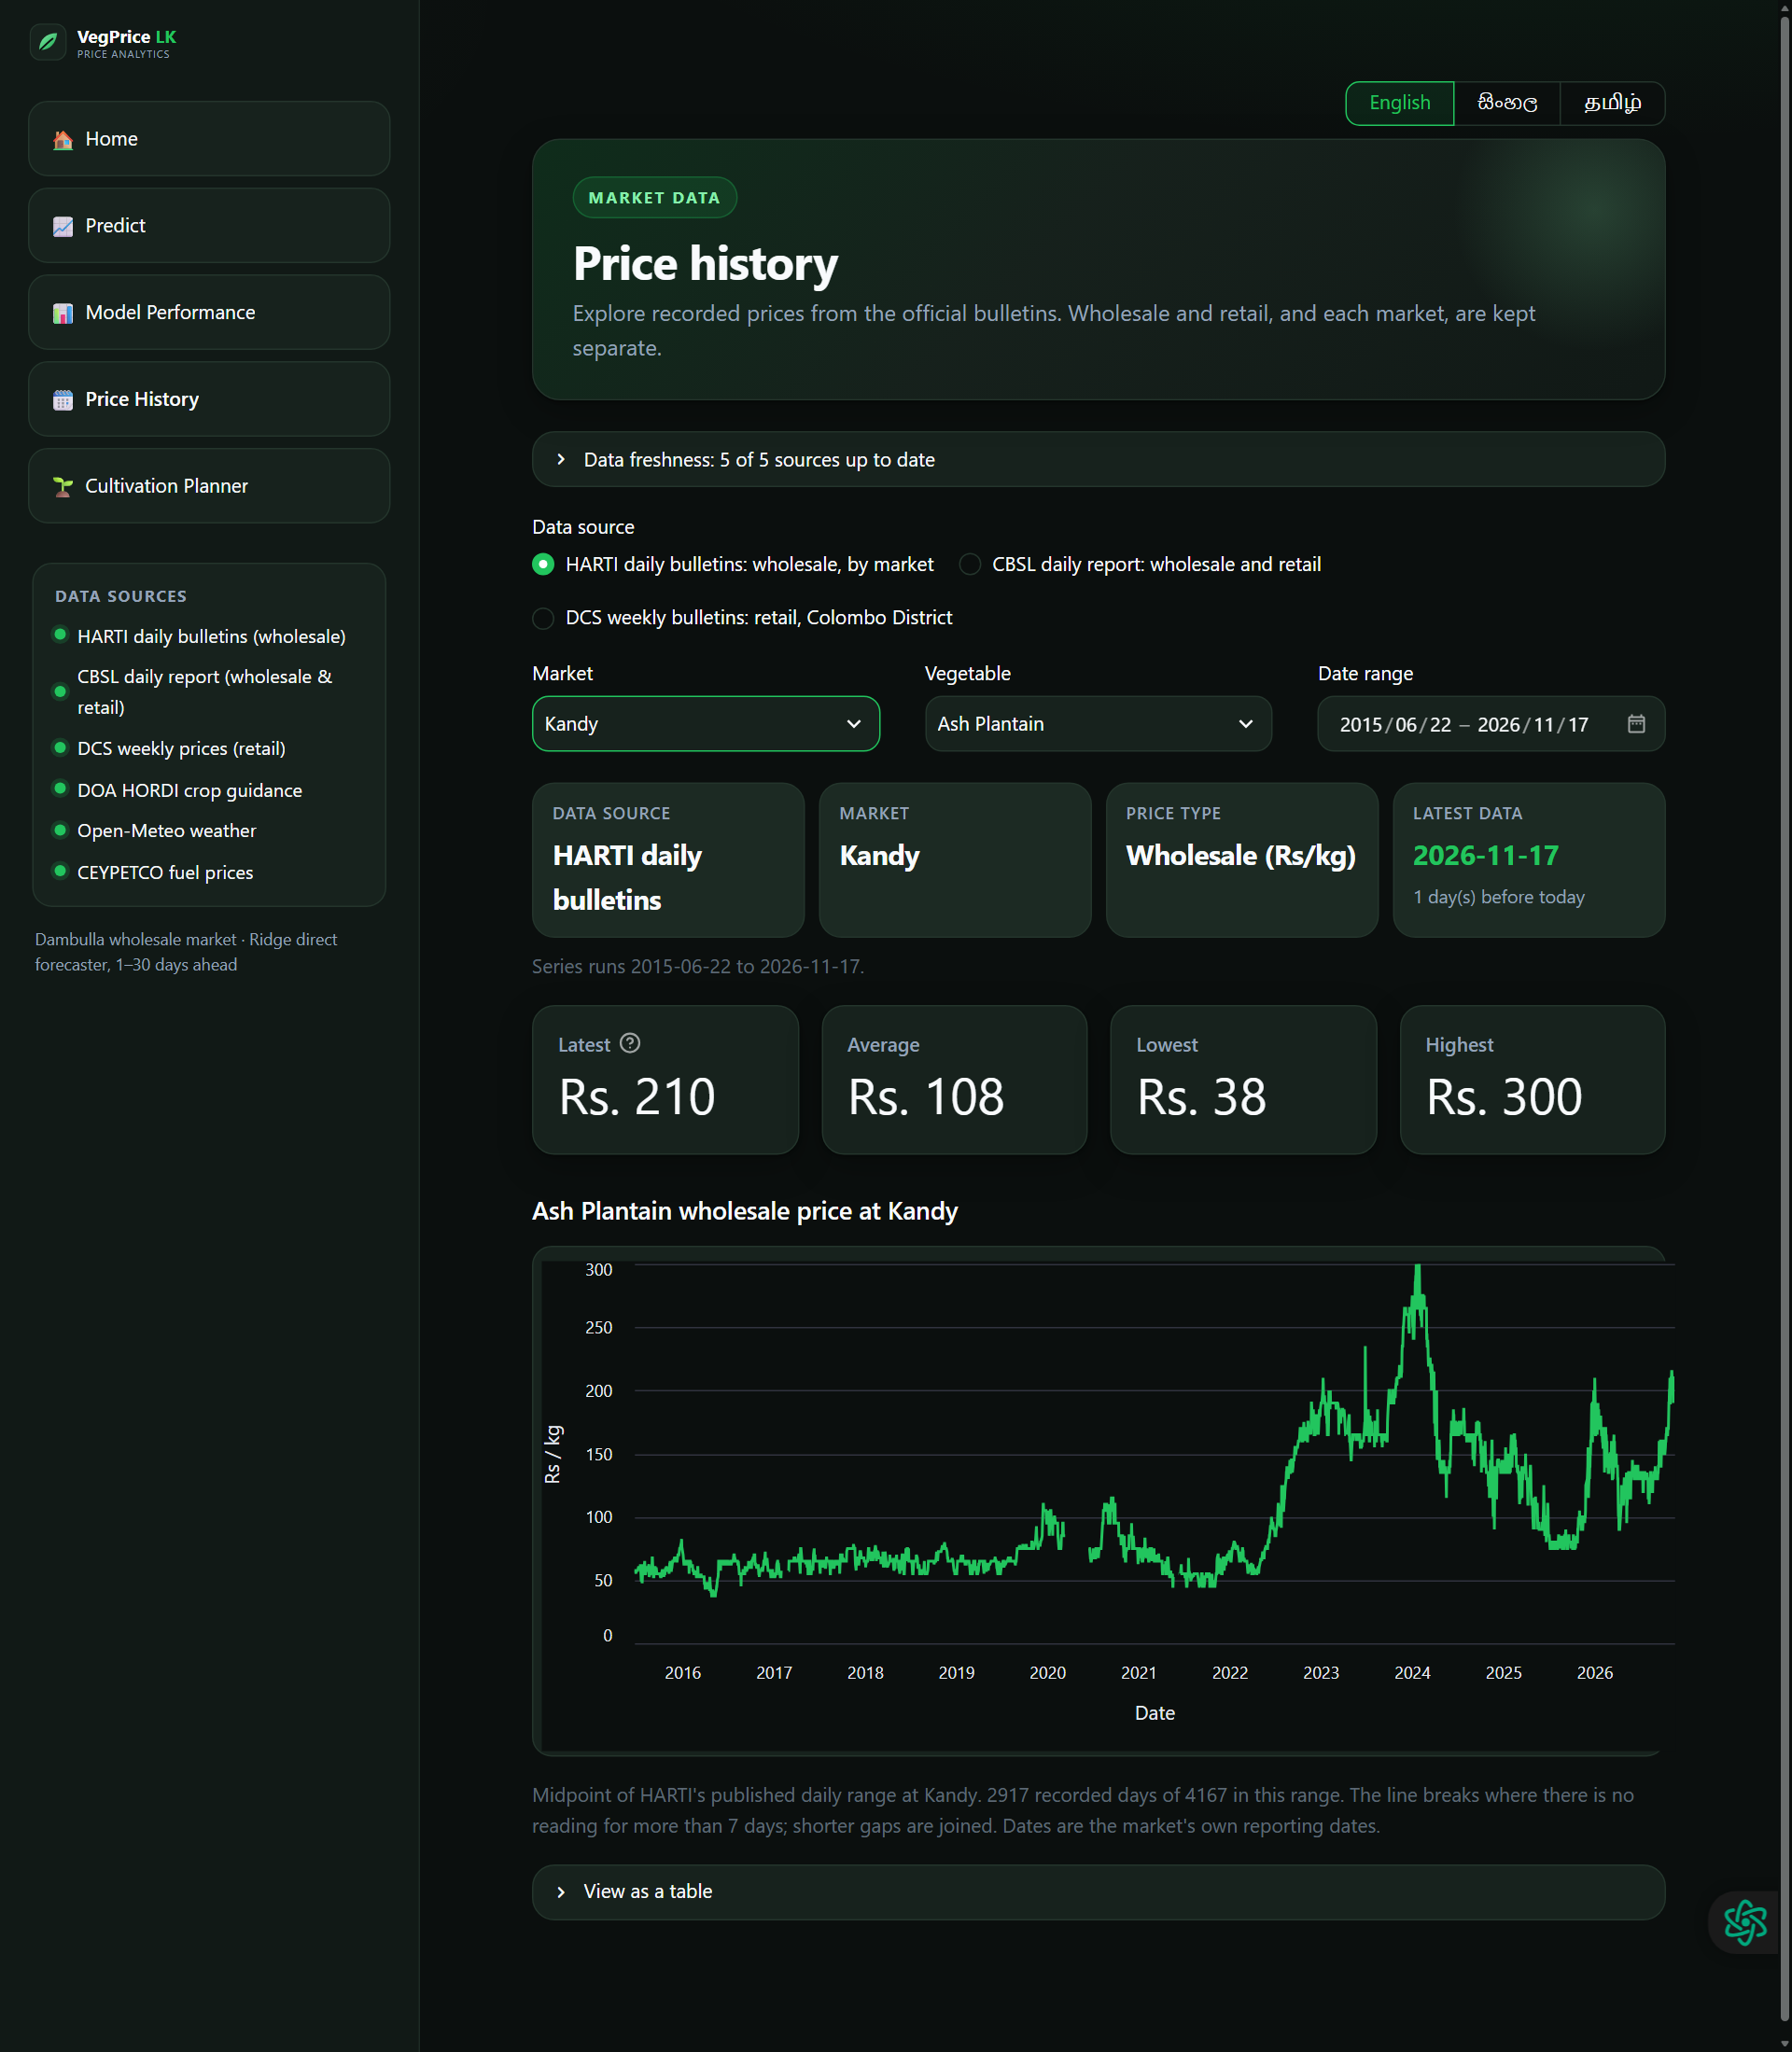 VegPrice LK
PRICE ANALYTICS
Home
Predict
Model Performance
Price History
Cultivation Planner
DATA SOURCES
HARTI daily bulletins (wholesale)
CBSL daily report (wholesale &
retail)
DCS weekly prices (retail)
DOA HORDI crop guidance
Open-Meteo weather
CEYPETCO fuel prices
Dambulla wholesale market · Ridge direct
forecaster, 1–30 days ahead
English
සිංහල
தமிழ்
MARKET DATA
Price history
Explore recorded prices from the official bulletins. Wholesale and retail, and each market, are kept
separate.
Data freshness: 5 of 5 sources up to date
Data source
HARTI daily bulletins: wholesale, by market
CBSL daily report: wholesale and retail
DCS weekly bulletins: retail, Colombo District
Market
Vegetable
Date range
Kandy
Ash Plantain
2015/06/22 – 2026/11/17
DATA SOURCE
HARTI daily
bulletins
MARKET
Kandy
PRICE TYPE
Wholesale (Rs/kg)
LATEST DATA
2026-11-17
1 day(s) before today
Series runs 2015-06-22 to 2026-11-17.
Latest
Rs. 210
Average
Rs. 108
Lowest
Rs. 38
Highest
Rs. 300
Ash Plantain wholesale price at Kandy
300
250
200
150
100
50
0
Rs / kg
2016
2017
2018
2019
2020
2021
2022
2023
2024
2025
2026
Date
Midpoint of HARTI's published daily range at Kandy. 2917 recorded days of 4167 in this range. The line breaks where there is no
reading for more than 7 days; shorter gaps are joined. Dates are the market's own reporting dates.
View as a table